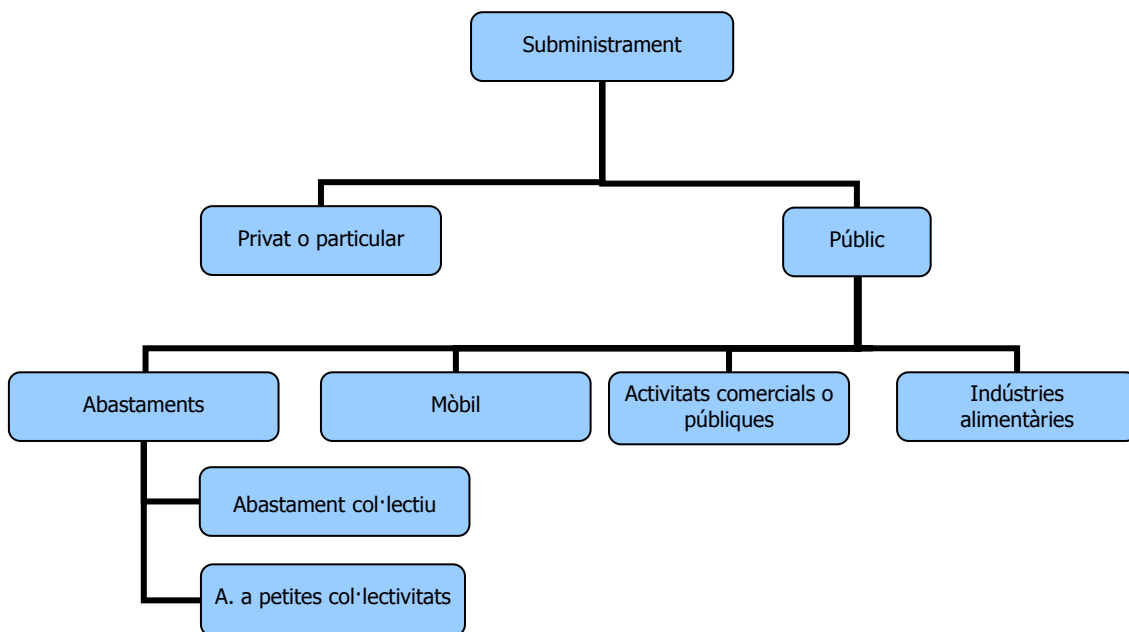 Subministrament
Privat o particular
Públic
Abastaments
Mòbil
Activitats comercials o
públiques
Indústries
alimentàries
Abastament col·lectiu
A. a petites col·lectivitats